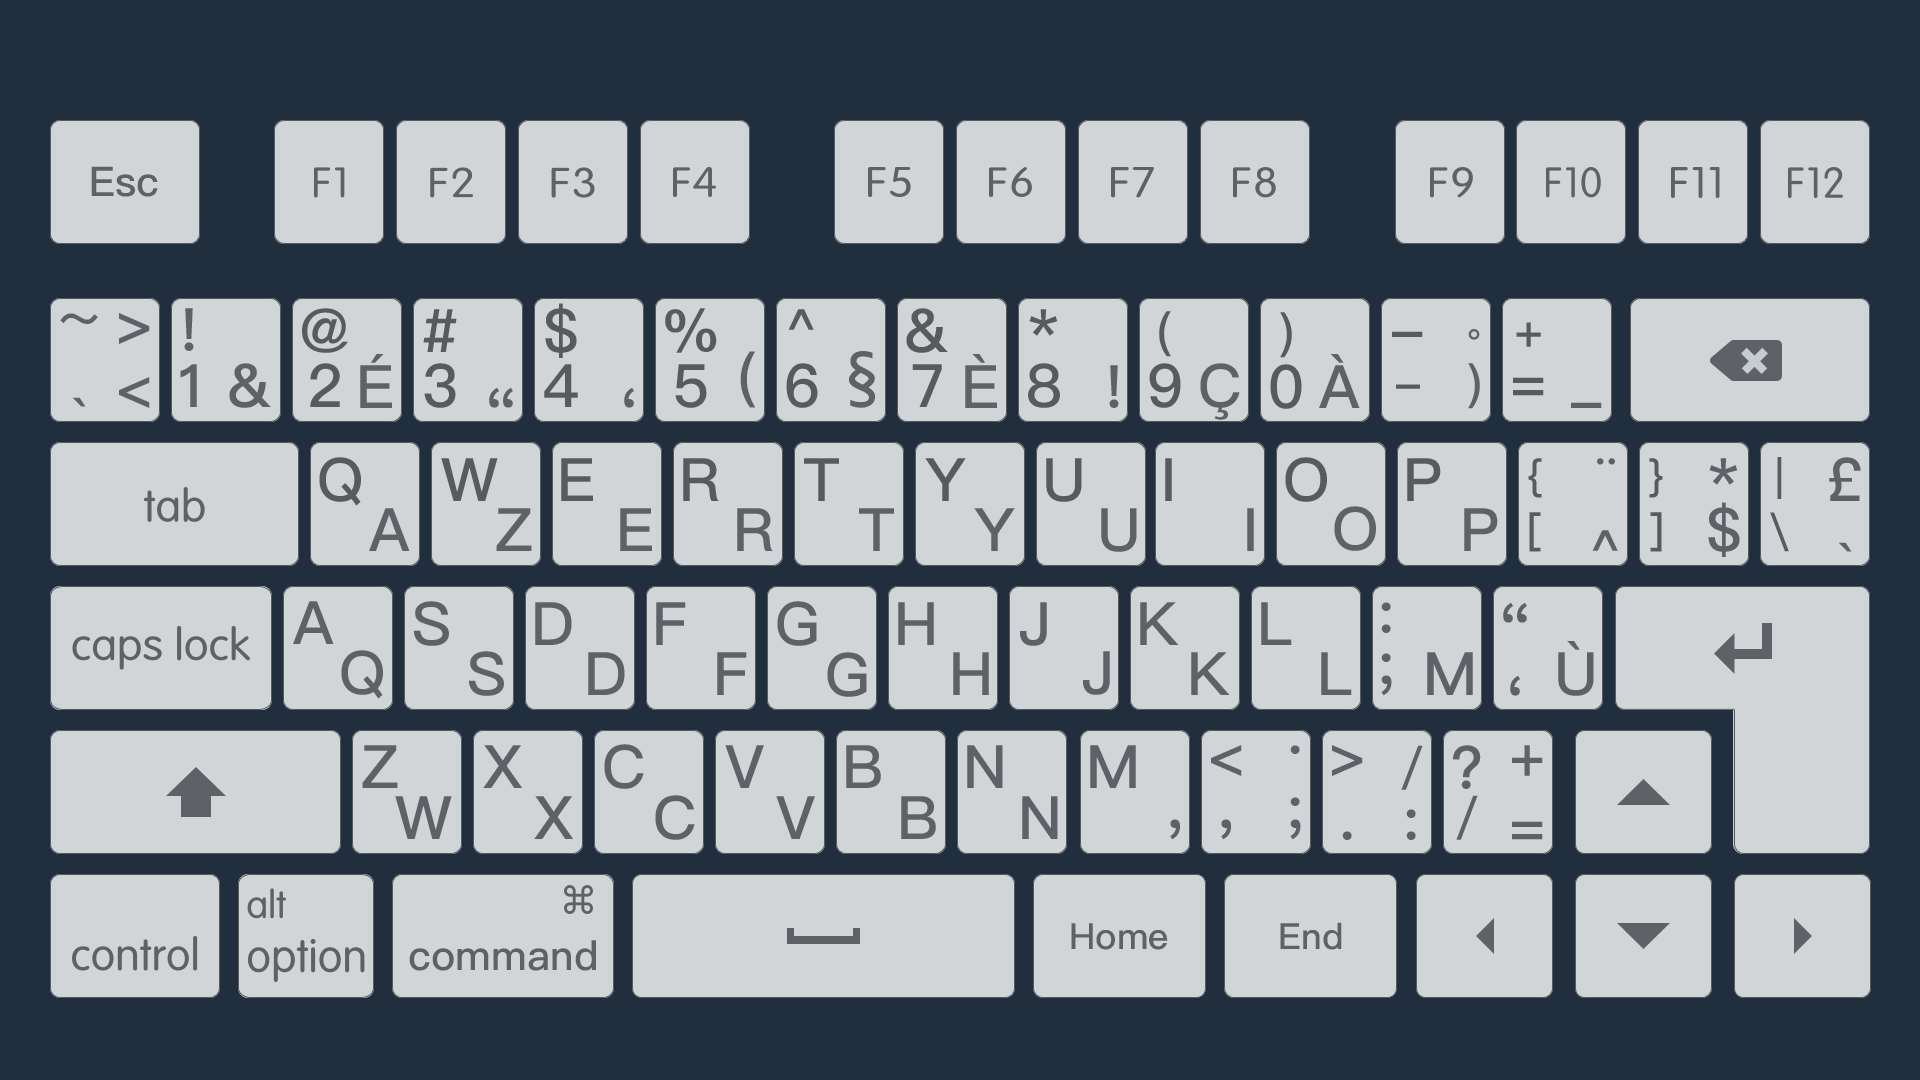 Esc F1 F2 F3 F4 F5 F6 F7 F8 F9 F10 F11 F12
~ > ! @ # $ % ^ & * ( ) – ° +
` < 1 & 2 É 3 “ 4 ‘ 5 ( 6 § 7 È 8 ! 9 Ç 0 À - ) = _
tab Q A W Z E E R R T T Y Y U U I I O O P P { ¨ [ ^ } * ] $ | £ \ `
caps lock A Q S S D D F F G G H H J J K K L L : ; M “ ‘ Ù
Z W X X C C V V B B N N M , < · , ; > / . : ? + / =
control alt option ⌘ command Home End